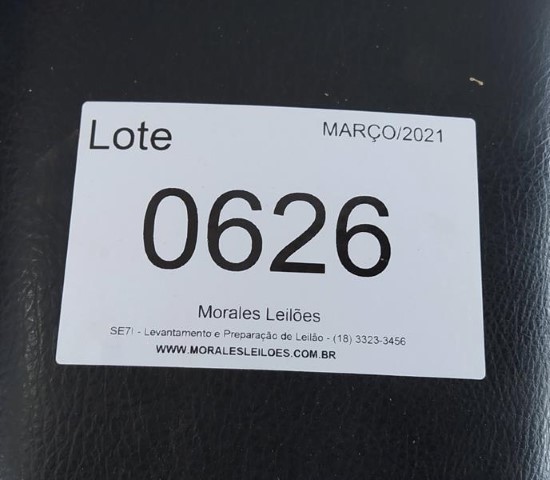 Lote MARÇO/2021
0626
Morales Leilões
SE7I - Levantamento e Preparação de Leilão - (18) 3323-3456
WWW.MORALESLEILOES.COM.BR